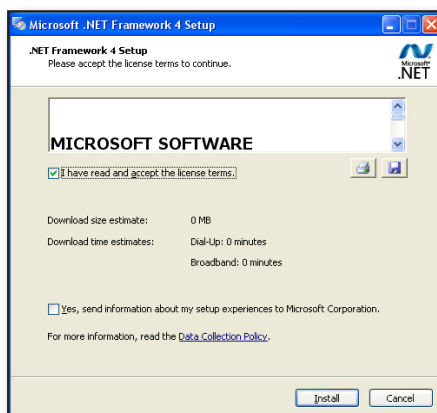 Microsoft .NET Framework 4 Setup
.NET Framework 4 Setup
Please accept the license terms to continue.
Microsoft
.NET
MICROSOFT SOFTWARE
I have read and accept the license terms.
Download size estimate: 0 MB
Download time estimates: Dial-Up: 0 minutes
Broadband: 0 minutes
Yes, send information about my setup experiences to Microsoft Corporation.
For more information, read the Data Collection Policy.
Install Cancel